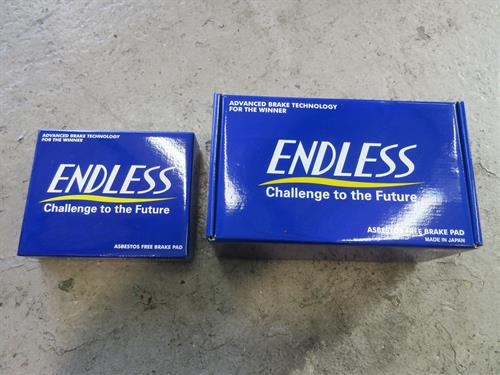 ADVANCED BRAKE TECHNOLOGY
FOR THE WINNER
ENDLESS
Challenge to the Future
ASBESTOS FREE BRAKE PAD
ADVANCED BRAKE TECHNOLOGY
FOR THE WINNER
ENDLESS
Challenge to the Future
ASBESTOS FREE BRAKE PAD
MADE IN JAPAN